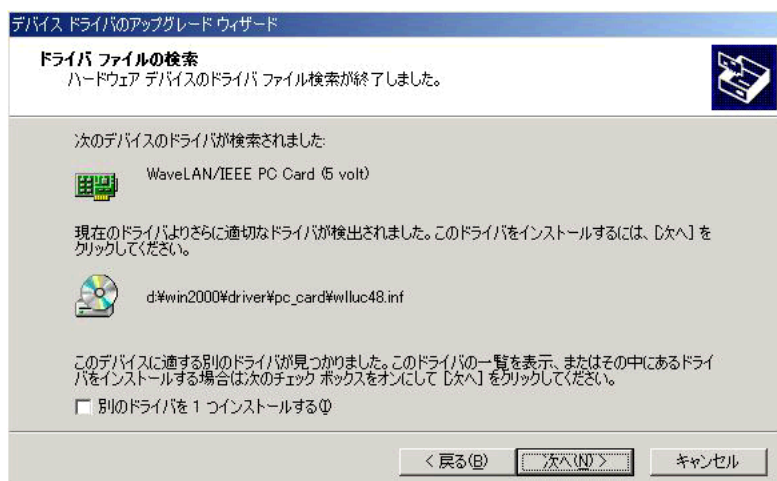 デバイス ドライバのアップグレード ウィザード
ドライバ ファイルの検索
ハードウェア デバイスのドライバ ファイル検索が終了しました。
次のデバイスのドライバが検索されました:
WaveLAN/IEEE PC Card (5 volt)
現在のドライバよりさらに適切なドライバが検出されました。このドライバをインストールするには、[次へ] を
クリックしてください。
d:¥win2000¥driver¥pc_card¥wlluc48.inf
このデバイスに適する別のドライバが見つかりました。このドライバの一覧を表示、またはその中にあるドライ
バをインストールする場合は次のチェック ボックスをオンにして [次へ] をクリックしてください。
別のドライバを 1 つインストールする(I)
< 戻る(B)
次へ(N) >
キャンセル